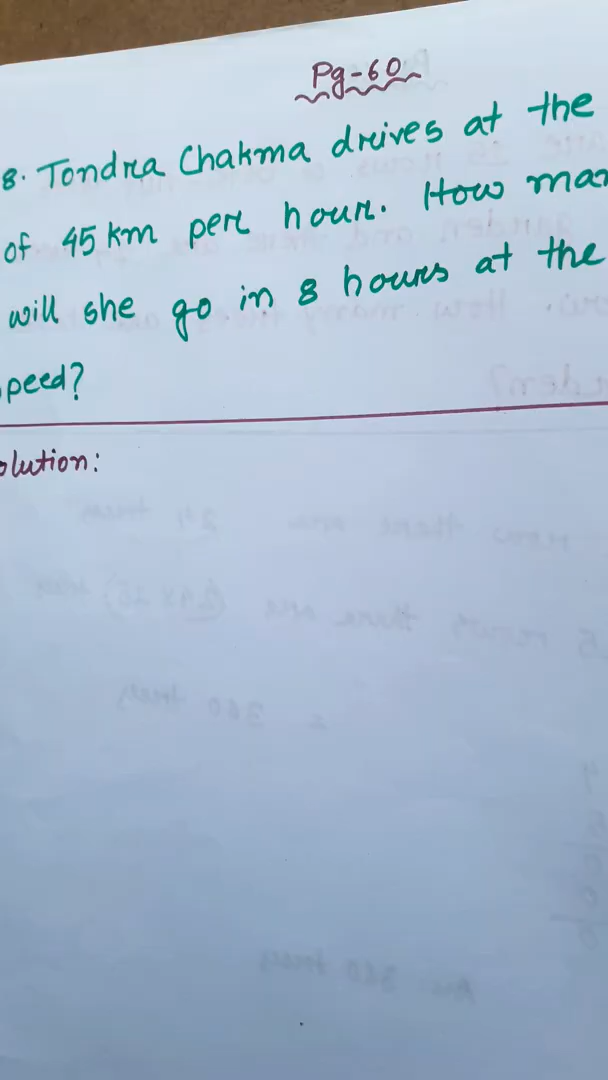 Pg-60
8. Tondra Chakma drives at the
of 45 km per hour. How
will she go in 8 hours at the
peed?
olution: